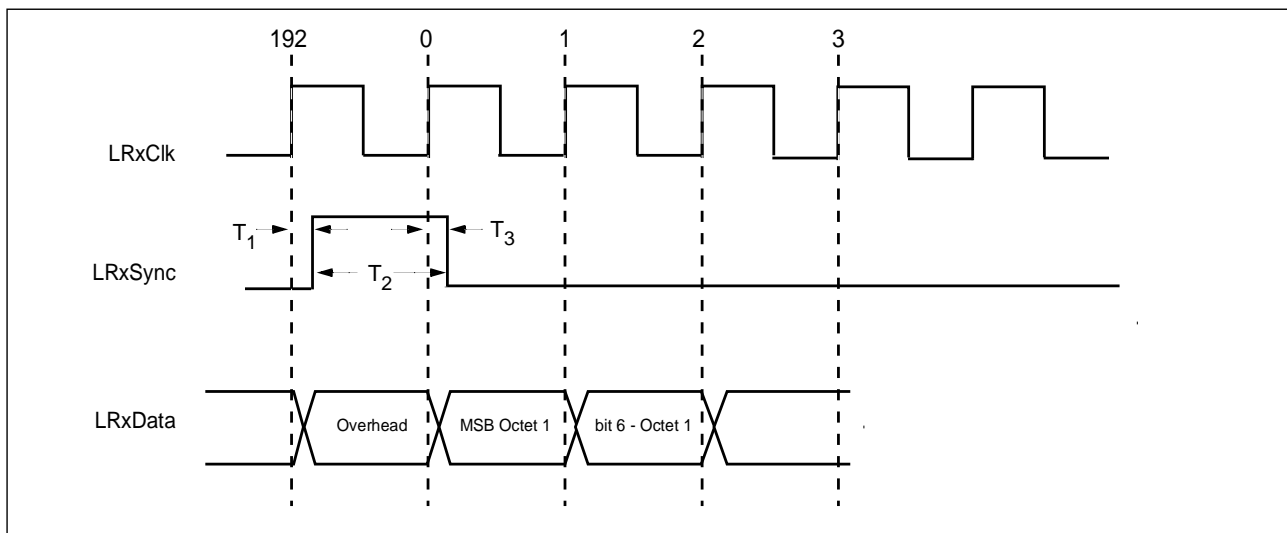 192 0 1 2 3
LRxClk
T1 T3
LRxSync
T2
LRxData
Overhead MSB Octet 1 bit 6 - Octet 1